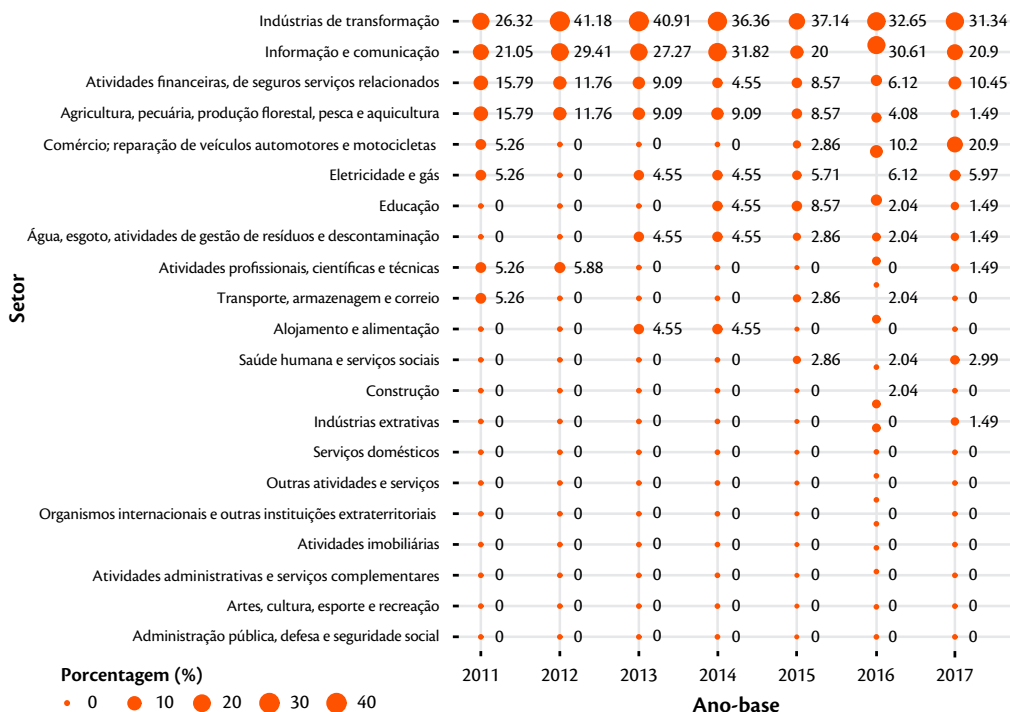 Indústrias de transformação 26.32 41.18 40.91 36.36 37.14 32.65 31.34
Informação e comunicação 21.05 29.41 27.27 31.82 20 30.61 20.9
Atividades financeiras, de seguros serviços relacionados 15.79 11.76 9.09 4.55 8.57 6.12 10.45
Agricultura, pecuária, produção florestal, pesca e aquicultura 15.79 11.76 9.09 9.09 8.57 4.08 1.49
Comércio; reparação de veículos automotores e motocicletas 5.26 0 0 0 2.86 10.2 20.9
Eletricidade e gás 5.26 0 4.55 4.55 5.71 6.12 5.97
Educação 0 0 0 4.55 8.57 2.04 1.49
Água, esgoto, atividades de gestão de resíduos e descontaminação 0 0 4.55 4.55 2.86 2.04 1.49
Atividades profissionais, científicas e técnicas 5.26 5.88 0 0 0 0 1.49
Transporte, armazenagem e correio 5.26 0 0 0 2.86 2.04 0
Alojamento e alimentação 0 0 4.55 4.55 0 0 0
Saúde humana e serviços sociais 0 0 0 0 2.86 2.04 2.99
Construção 0 0 0 0 0 2.04 0
Indústrias extrativas 0 0 0 0 0 0 1.49
Serviços domésticos 0 0 0 0 0 0 0
Outras atividades e serviços 0 0 0 0 0 0 0
Organismos internacionais e outras instituições extraterritoriais 0 0 0 0 0 0 0
Atividades imobiliárias 0 0 0 0 0 0 0
Atividades administrativas e serviços complementares 0 0 0 0 0 0 0
Artes, cultura, esporte e recreação 0 0 0 0 0 0 0
Administração pública, defesa e seguridade social 0 0 0 0 0 0 0
Setor
2011 2012 2013 2014 2015 2016 2017
Ano-base
Porcentagem (%)
0 10 20 30 40